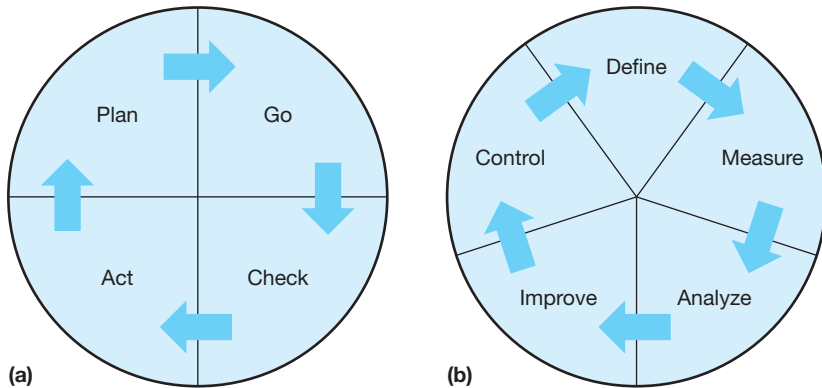 Plan
Go
Act
Check
(a)
Define
Control
Measure
Improve
Analyze
(b)